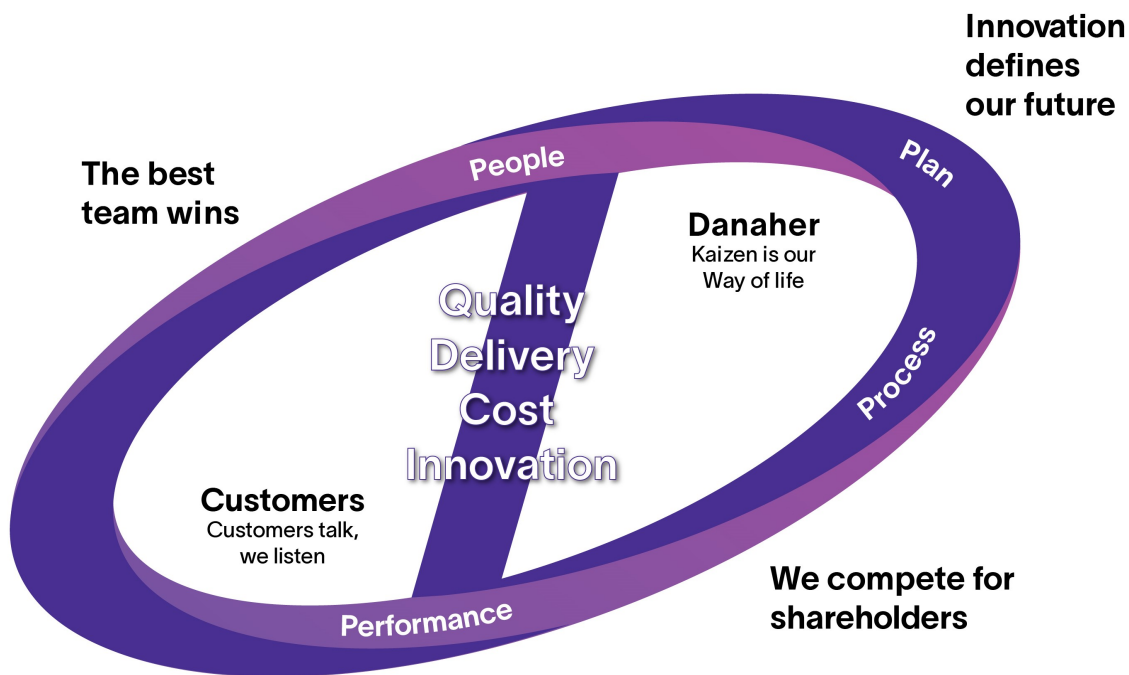 Innovation
defines
our future
The best
team wins
People
Plan
Danaher
Kaizen is our
Way of life
Quality
Delivery
Cost
Innovation
Process
Customers
Customers talk,
we listen
Performance
We compete for
shareholders